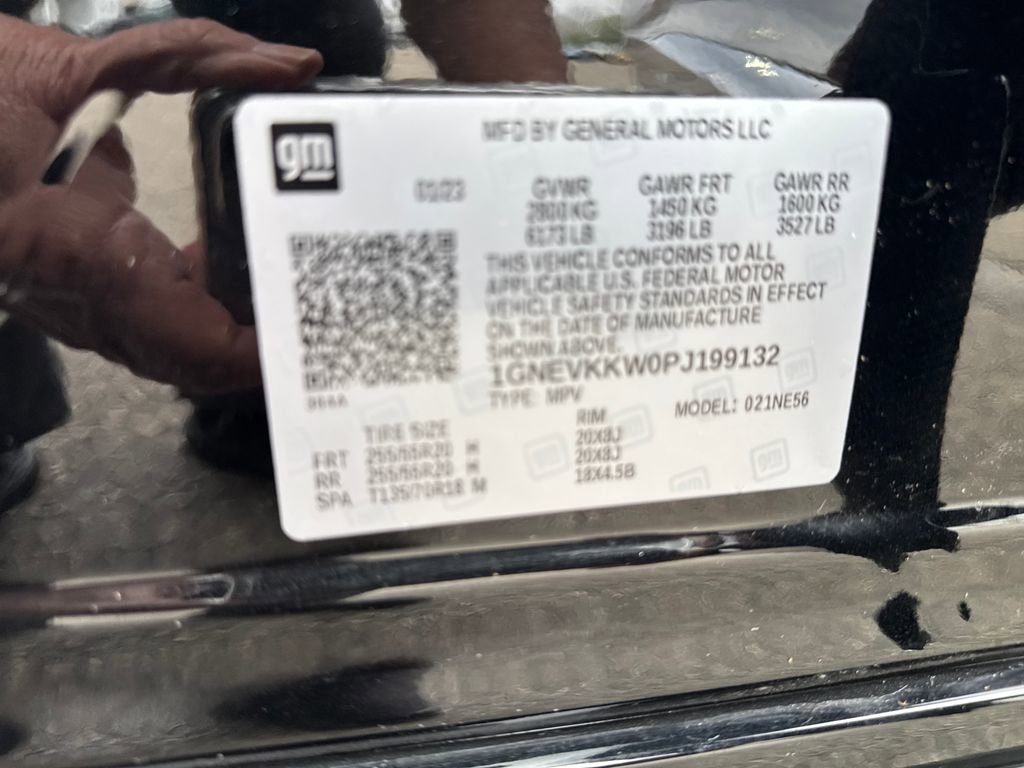 gm
MFD BY GENERAL MOTORS LLC
01/23
GVWR GAWR FRT GAWR RR
2800 KG 1450 KG 1600 KG
6173 LB 3196 LB 3527 LB
THIS VEHICLE CONFORMS TO ALL
APPLICABLE U.S. FEDERAL MOTOR
VEHICLE SAFETY STANDARDS IN EFFECT
ON THE DATE OF MANUFACTURE
SHOWN ABOVE.
1GNEVKKW0PJ199132
TYPE: MPV MODEL: 021NE56
TIRE SIZE RIM
FRT 255/55R20 H 20X8J
RR 255/55R20 H 20X8J
SPA T135/70R18 M 18X4.5B